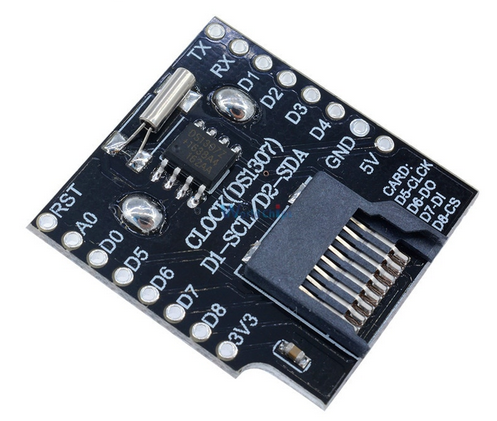 TX
RX
D1
D2
D3
D4
GND
5V
RST
A0
D0
D5
D6
D7
D8
3V3
CLOCK(DS1307)
D1-SCL/D2-SDA
CARD:
D5-CLCK
D6-DO
D7-DI
D8-CS